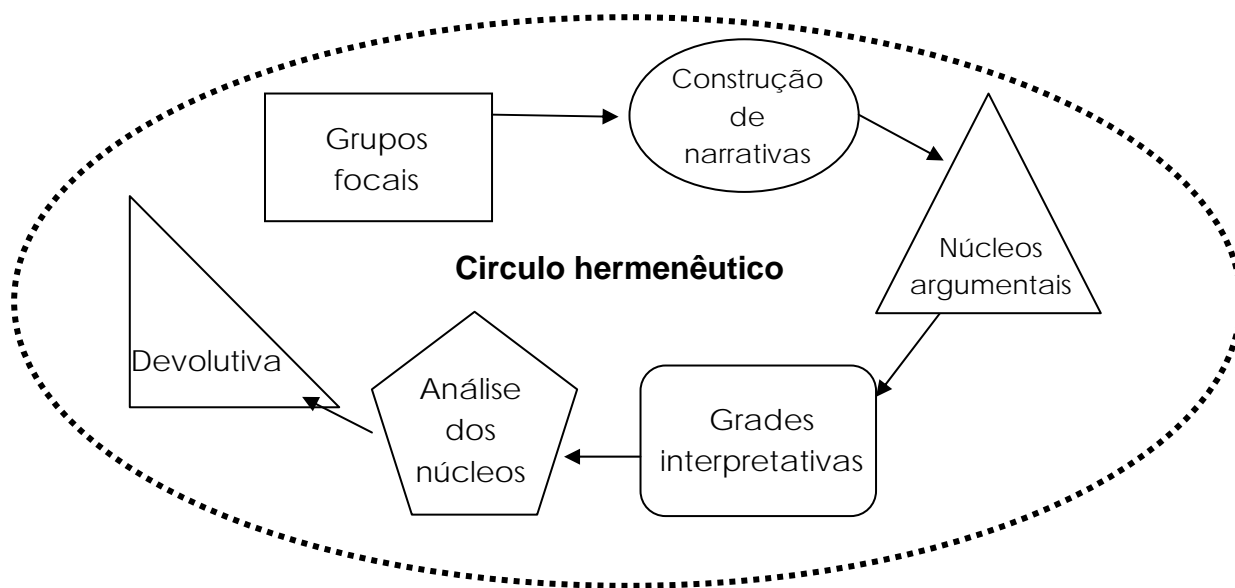 Grupos
focais
Construção
de
narrativas
Núcleos
argumentais
Circulo hermenêutico
Grades
interpretativas
Análise
dos
núcleos
Devolutiva